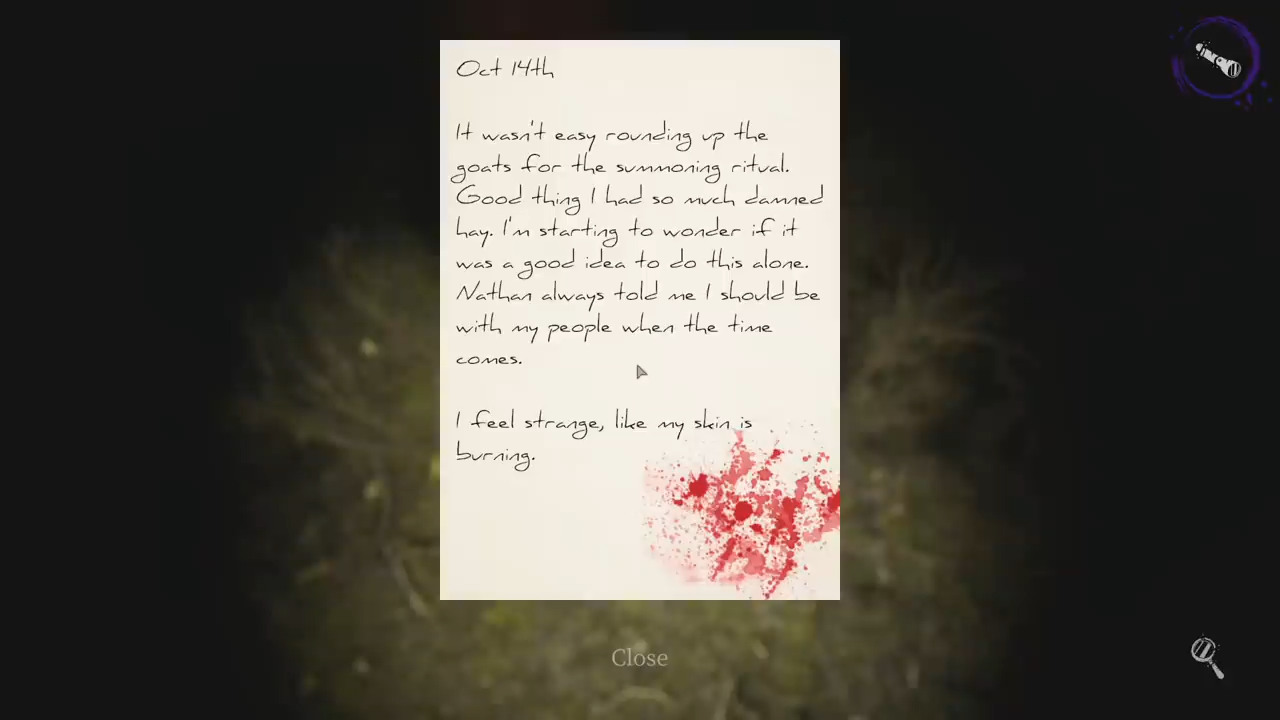 Oct 14th
It wasn't easy rounding up the
goats for the summoning ritual.
Good thing I had so much damned
hay. I'm starting to wonder if it
was a good idea to do this alone.
Nathan always told me I should be
with my people when the time
comes.
I feel strange, like my skin is
burning.
Close